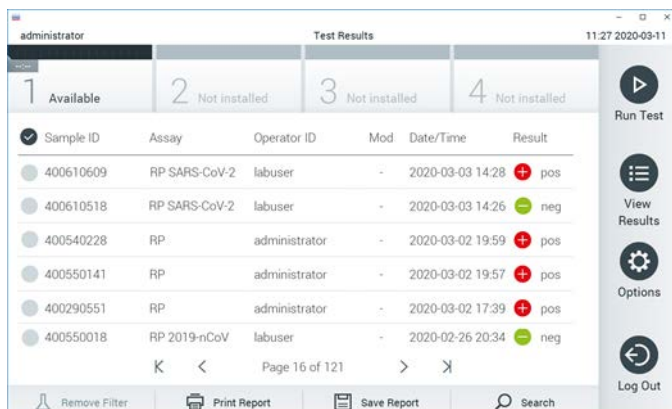 administrator Test Results 11:27 2020-03-11
1 Available 2 Not installed 3 Not installed 4 Not installed
Run Test
Sample ID Assay Operator ID Mod Date/Time Result
400610609 RP SARS-CoV-2 labuser - 2020-03-03 14:28 pos
400610518 RP SARS-CoV-2 labuser - 2020-03-03 14:26 neg
View Results
400540228 RP administrator - 2020-03-02 19:59 pos
400550141 RP administrator - 2020-03-02 19:57 pos
Options
400290551 RP administrator - 2020-03-02 17:39 pos
400550018 RP 2019-nCoV labuser - 2020-02-26 20:34 neg
Page 16 of 121
Log Out
Remove Filter Print Report Save Report Search